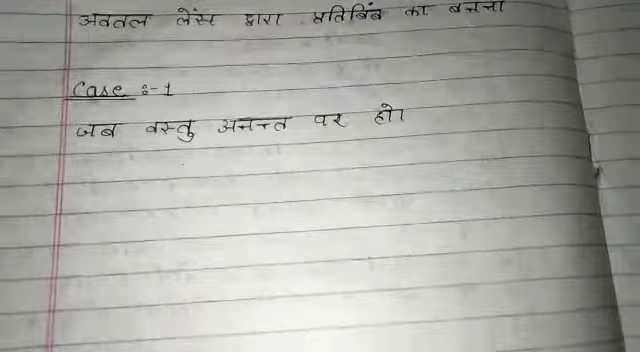 अवतल लेंस द्वारा प्रतिबिंब का बनना
Case :-1
जब वस्तु अनन्त पर हो।